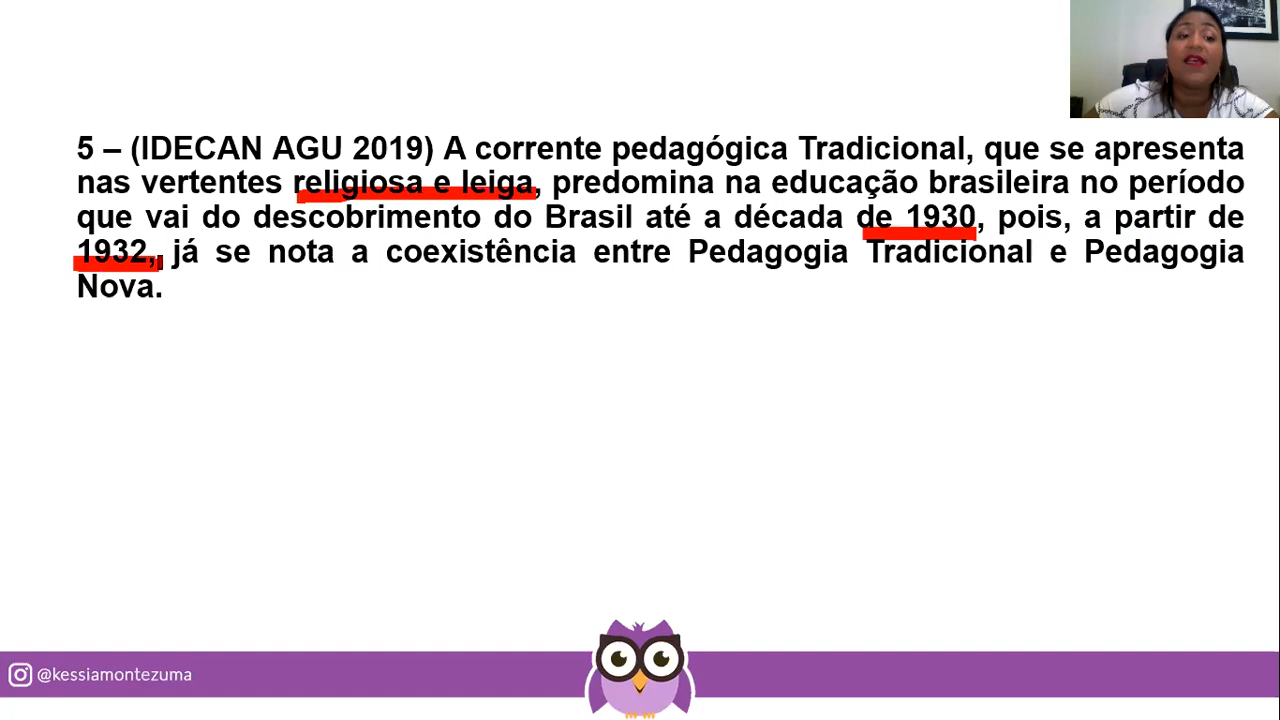 5 – (IDECAN AGU 2019) A corrente pedagógica Tradicional, que se apresenta
nas vertentes religiosa e leiga, predomina na educação brasileira no período
que vai do descobrimento do Brasil até a década de 1930, pois, a partir de
1932, já se nota a coexistência entre Pedagogia Tradicional e Pedagogia
Nova.
@kessiamontezuma